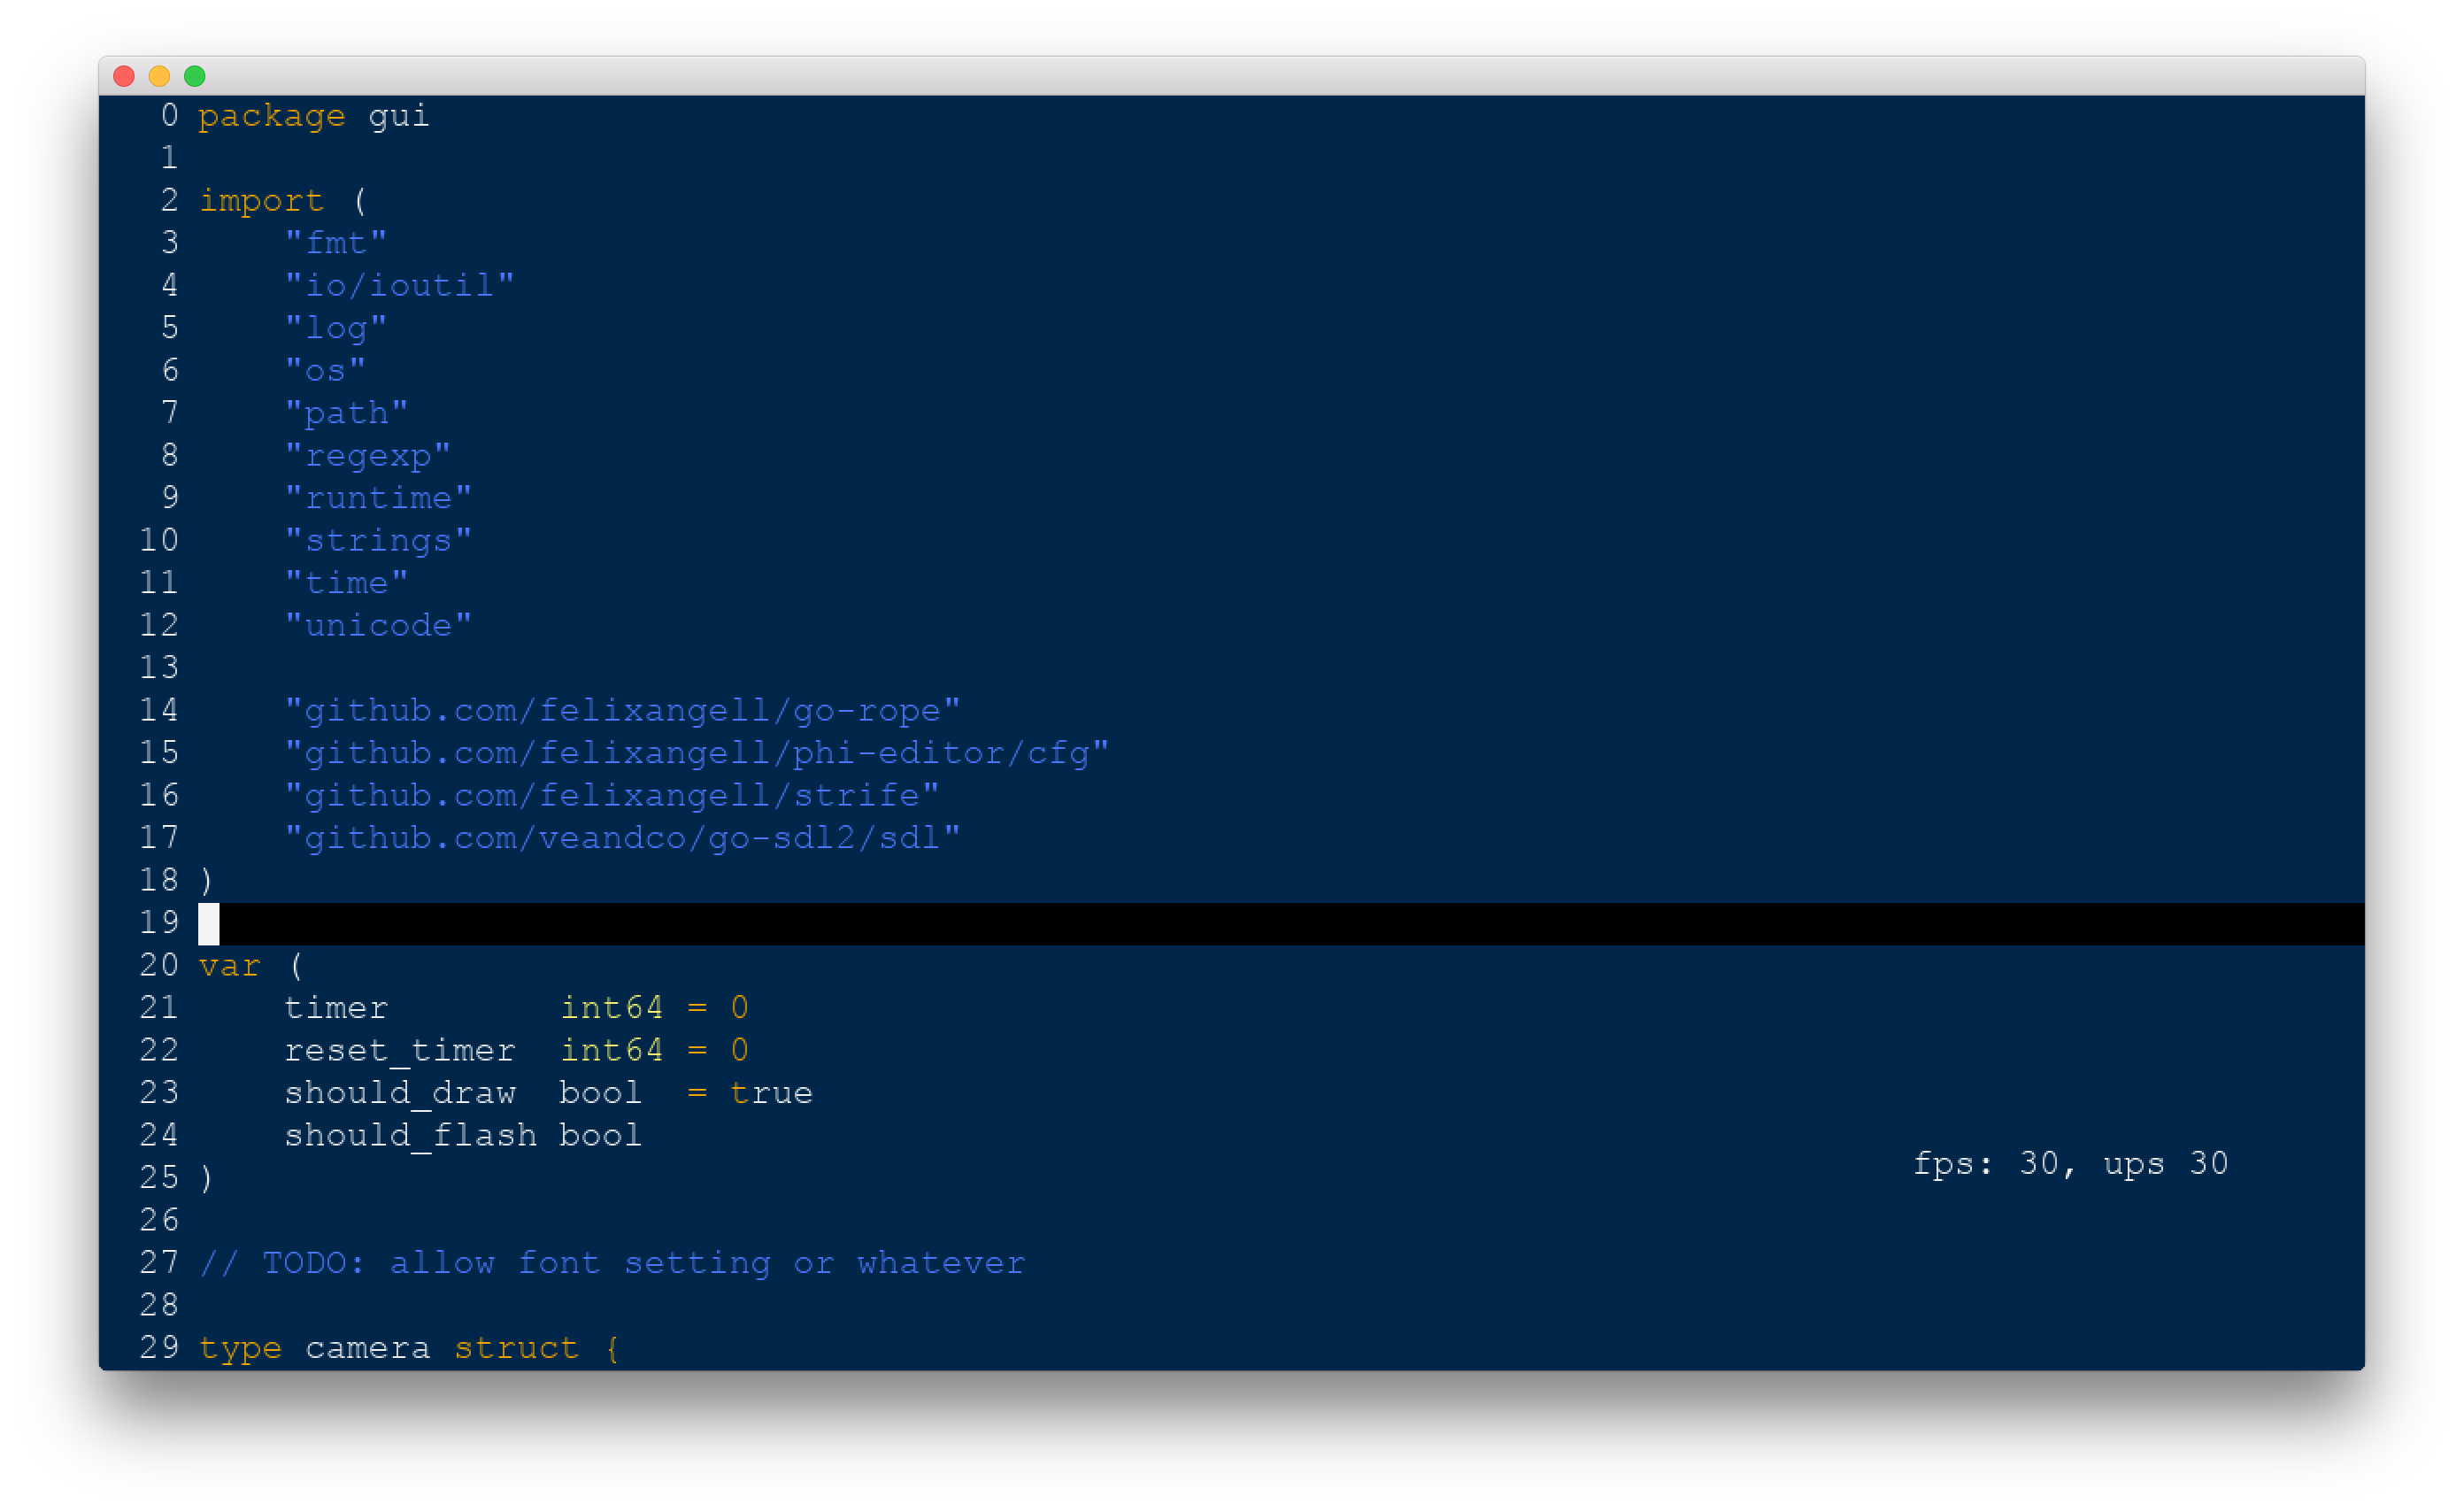 0 package gui
1
2 import (
3     "fmt"
4     "io/ioutil"
5     "log"
6     "os"
7     "path"
8     "regexp"
9     "runtime"
10     "strings"
11     "time"
12     "unicode"
13
14     "github.com/felixangell/go-rope"
15     "github.com/felixangell/phi-editor/cfg"
16     "github.com/felixangell/strife"
17     "github.com/veandco/go-sdl2/sdl"
18 )
19
20 var (
21     timer        int64 = 0
22     reset_timer  int64 = 0
23     should_draw  bool  = true
24     should_flash bool
fps: 30, ups 30
25 )
26
27 // TODO: allow font setting or whatever
28
29 type camera struct {